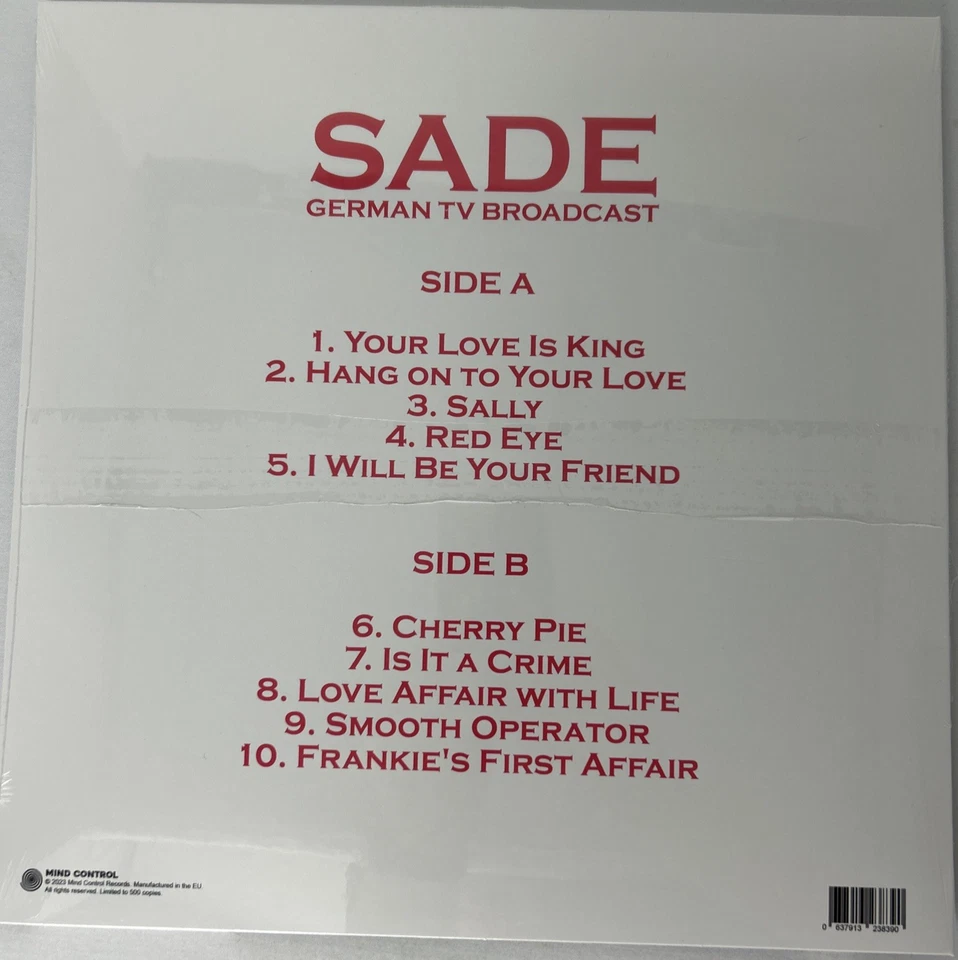 SADE
GERMAN TV BROADCAST
SIDE A
1. YOUR LOVE IS KING
2. HANG ON TO YOUR LOVE
3. SALLY
4. RED EYE
5. I WILL BE YOUR FRIEND
SIDE B
6. CHERRY PIE
7. IS IT A CRIME
8. LOVE AFFAIR WITH LIFE
9. SMOOTH OPERATOR
10. FRANKIE'S FIRST AFFAIR
MIND CONTROL
© 2023 Mind Control Records. Manufactured in the EU.
All rights reserved. Limited to 500 copies.
0 637913 238390